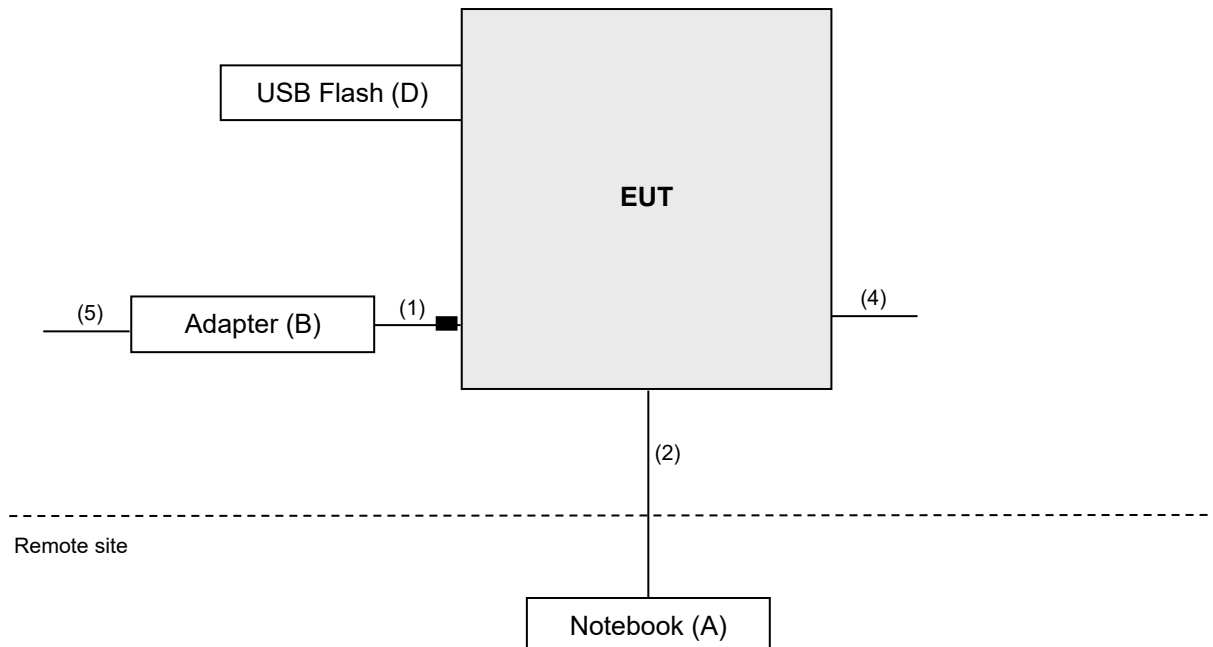 USB Flash (D)
EUT
(5)
Adapter (B)
(1)
(4)
(2)
Remote site
Notebook (A)